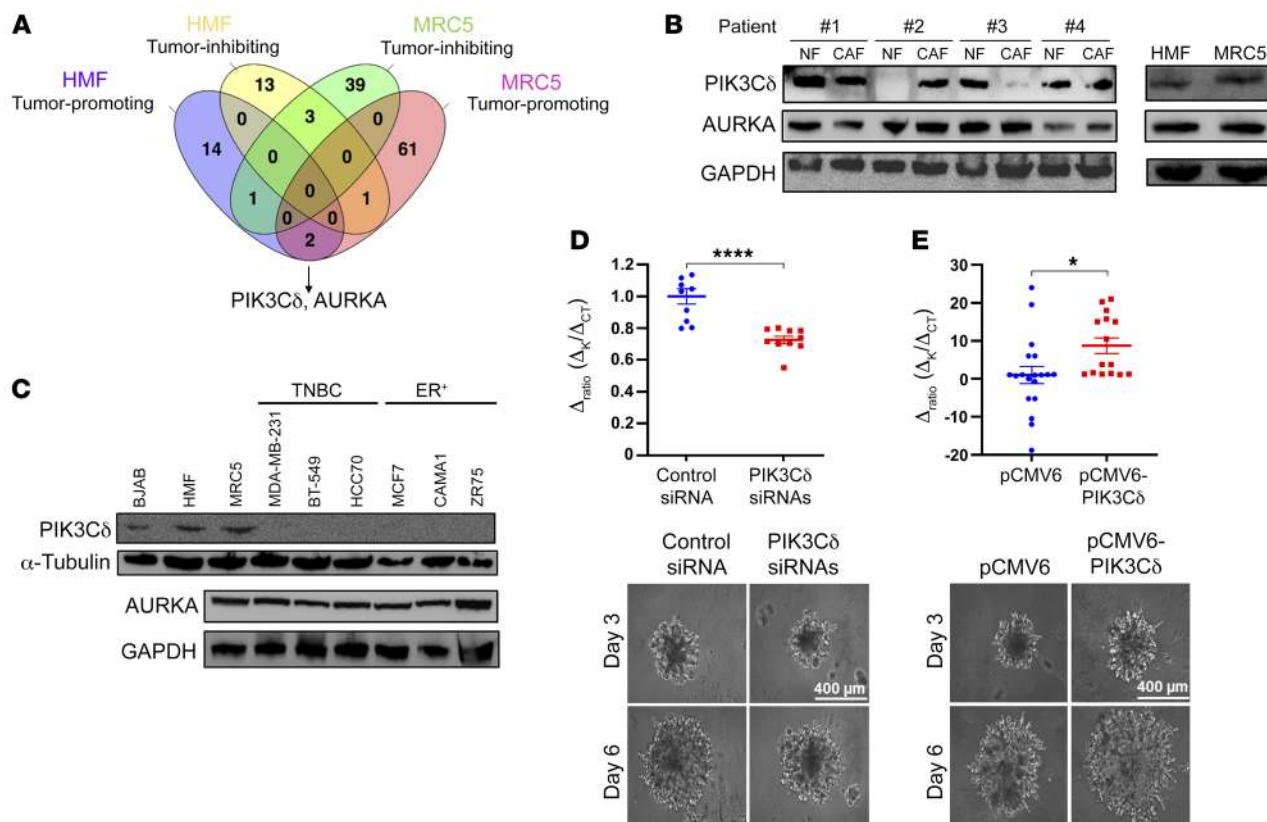 A
HMF
Tumor-inhibiting
MRC5
Tumor-inhibiting
HMF
Tumor-promoting
MRC5
Tumor-promoting
13
39
0
3
0
14
0
0
61
1
0
1
0
0
2
PIK3Cδ, AURKA
B
Patient #1 #2 #3 #4
NF CAF NF CAF NF CAF NF CAF HMF MRC5
PIK3Cδ
AURKA
GAPDH
C
TNBC ER⁺
BJAB HMF MRC5 MDA-MB-231 BT-549 HCC70 MCF7 CAMA1 ZR75
PIK3Cδ
α-Tubulin
AURKA
GAPDH
D
****
1.2
1.0
0.8
0.6
0.4
0.2
0
Δratio (ΔK/ΔCT)
Control siRNA
PIK3Cδ siRNAs
Control siRNA
PIK3Cδ siRNAs
Day 3
400 μm
Day 6
E
*
30
20
10
0
-10
-20
Δratio (ΔK/ΔCT)
pCMV6
pCMV6-PIK3Cδ
pCMV6
pCMV6-PIK3Cδ
Day 3
400 μm
Day 6